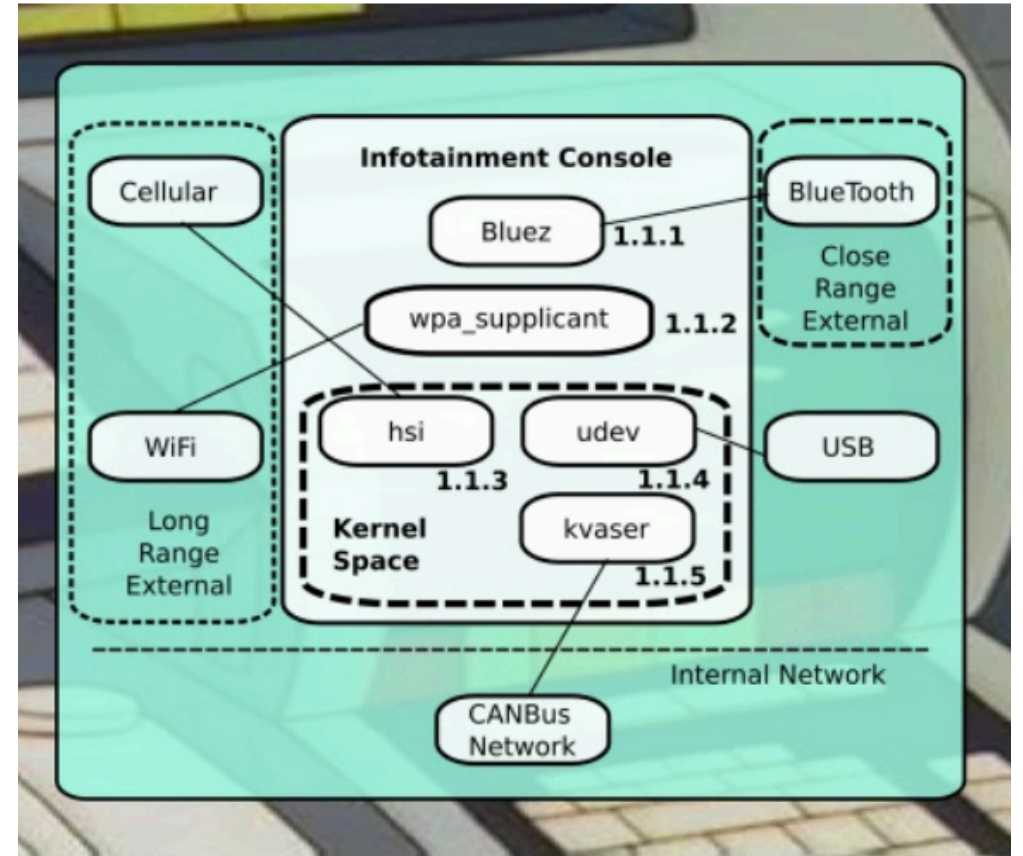 Infotainment Console
Cellular
Bluez
1.1.1
BlueTooth
Close
Range
External
wpa_supplicant
1.1.2
WiFi
hsi
1.1.3
udev
1.1.4
USB
Long
Range
External
Kernel
Space
kvaser
1.1.5
Internal Network
CANBus
Network